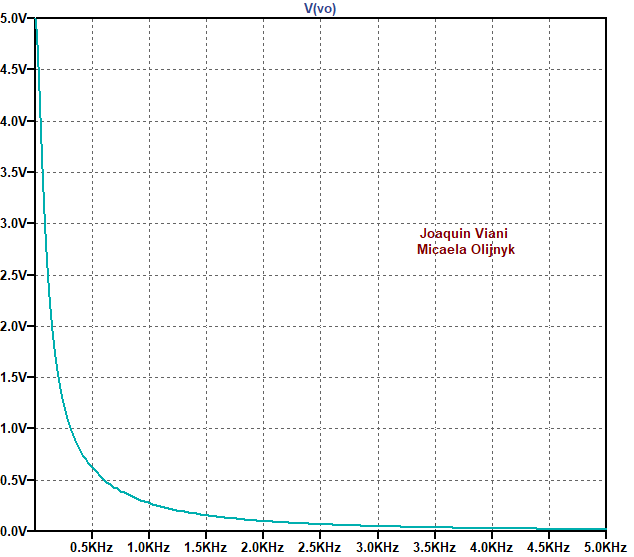 V(vo)
5.0V
4.5V
4.0V
3.5V
3.0V
2.5V
2.0V
1.5V
1.0V
0.5V
0.0V
Joaquin Viani
Micaela Olijnyk
0.5KHz 1.0KHz 1.5KHz 2.0KHz 2.5KHz 3.0KHz 3.5KHz 4.0KHz 4.5KHz 5.0KHz